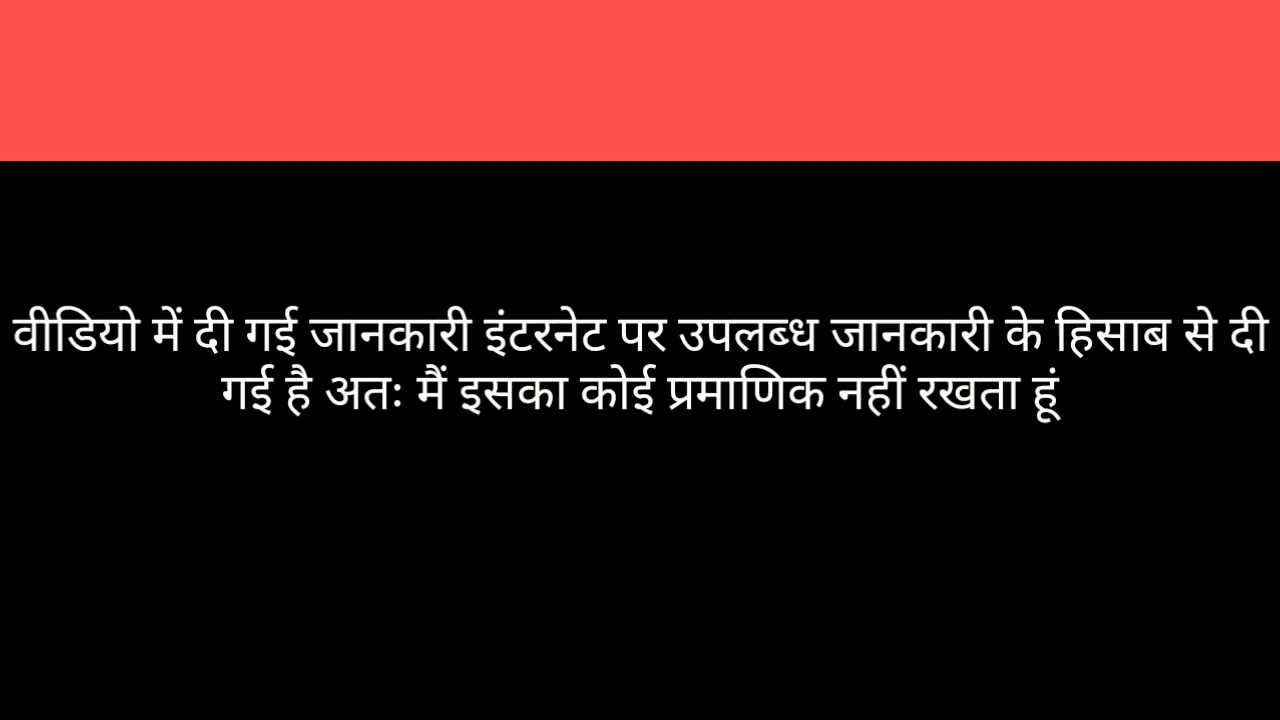 वीडियो में दी गई जानकारी इंटरनेट पर उपलब्ध जानकारी के हिसाब से दी
गई है अतः मैं इसका कोई प्रमाणिक नहीं रखता हूं